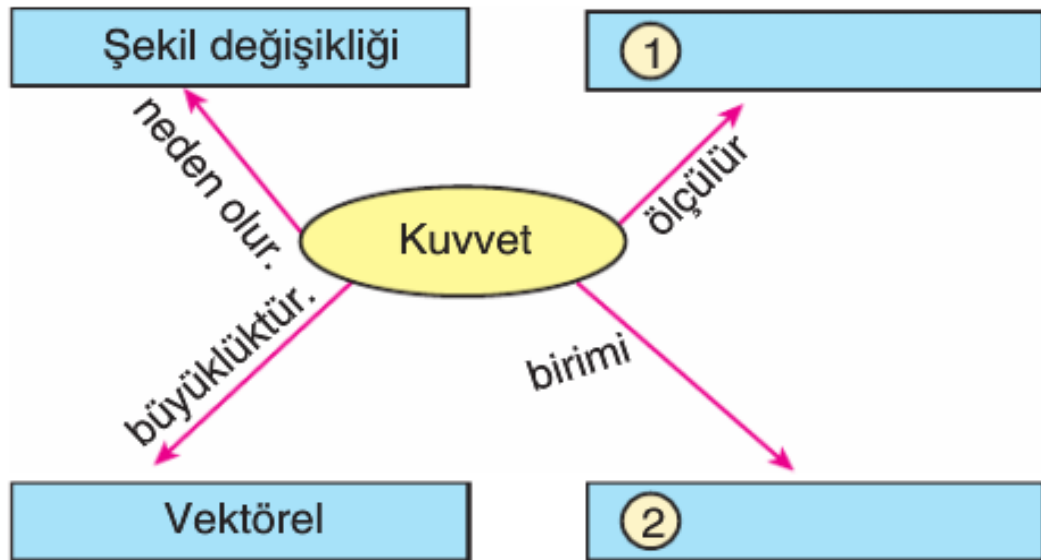 Şekil değişikliği
1
neden olur.
ölçülür
Kuvvet
büyüklüktür.
birimi
Vektörel
2